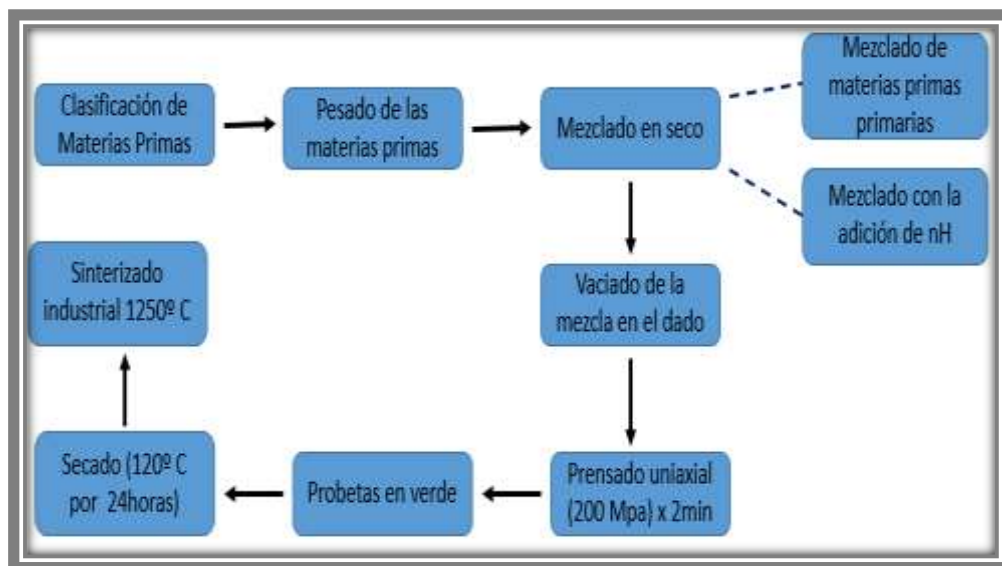 Clasificación de
Materias Primas
Pesado de las
materias primas
Mezclado en seco
Mezclado de
materias primas
primarias
Mezclado con la
adición de nH
Vaciado de la
mezcla en el dado
Prensado uniaxial
(200 Mpa) x 2min
Probetas en verde
Secado (120º C
por 24horas)
Sinterizado
industrial 1250º C